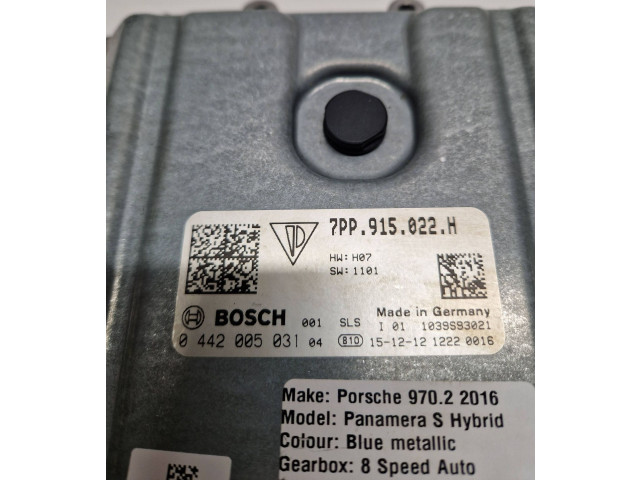 7PP.915.022.H
HW:H07
SW:1101
BOSCH 001 SLS
Made in Germany
I 01 1039S93021
0 442 005 031 04 810 15-12-12 1222 0016
Make: Porsche 970.2 2016
Model: Panamera S Hybrid
Colour: Blue metallic
Gearbox: 8 Speed Auto